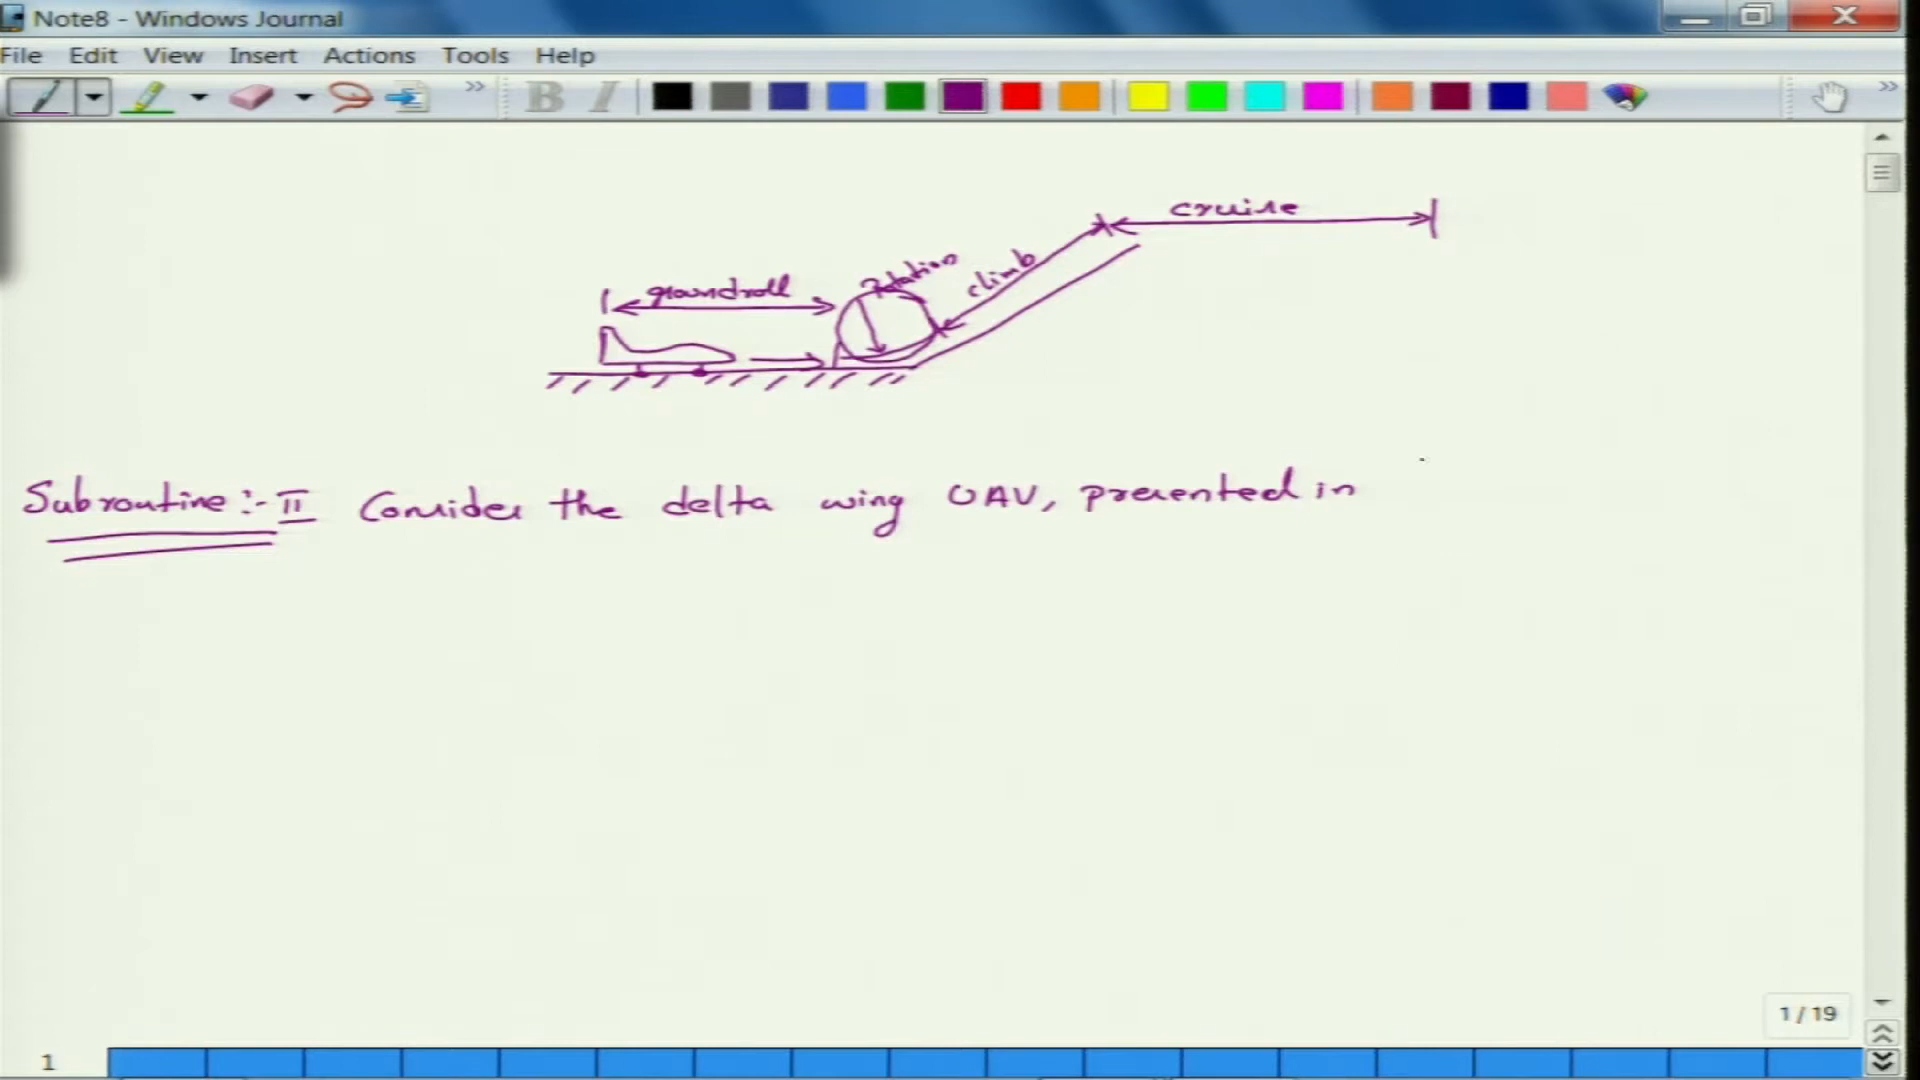 Note8 - Windows Journal
File Edit View Insert Actions Tools Help
B I
cruise
rotation
climb
groundroll
Subroutine :- II Consider the delta wing UAV, presented in
1 / 19
1